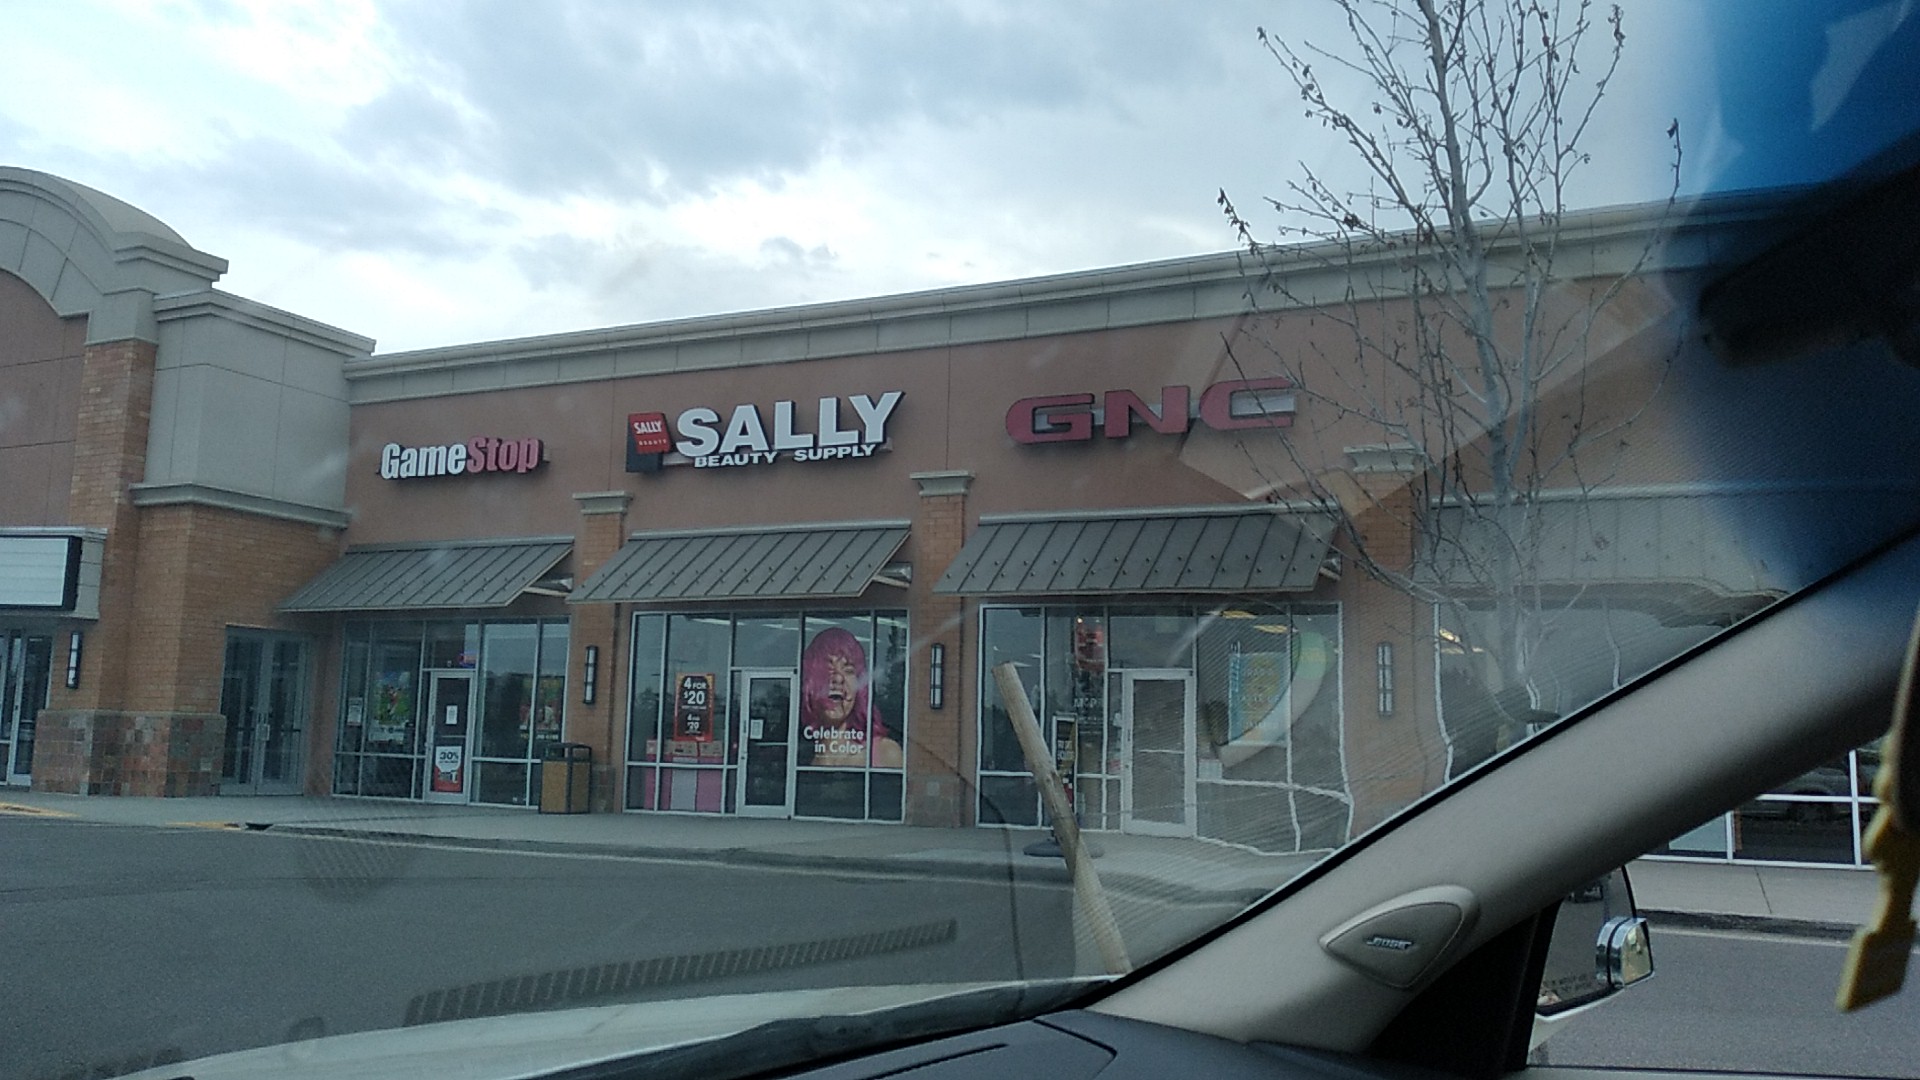 GameStop
SALLY
BEAUTY
SALLY
BEAUTY SUPPLY
GNC
4 FOR
$20
30%
Celebrate
in Color
BOSE